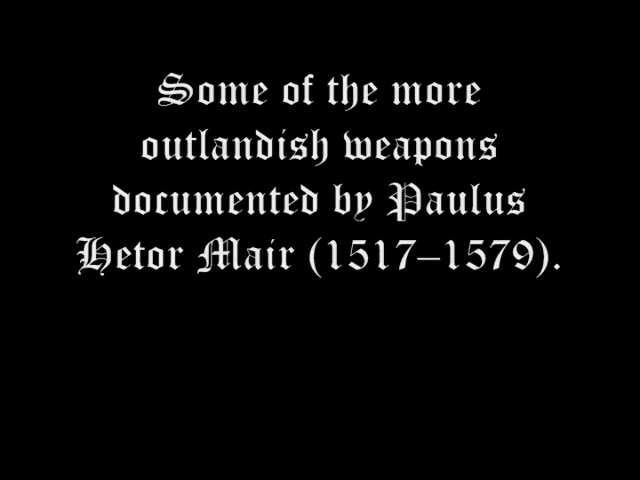 Some of the more
outlandish weapons
documented by Paulus
Hetor Mair (1517–1579).